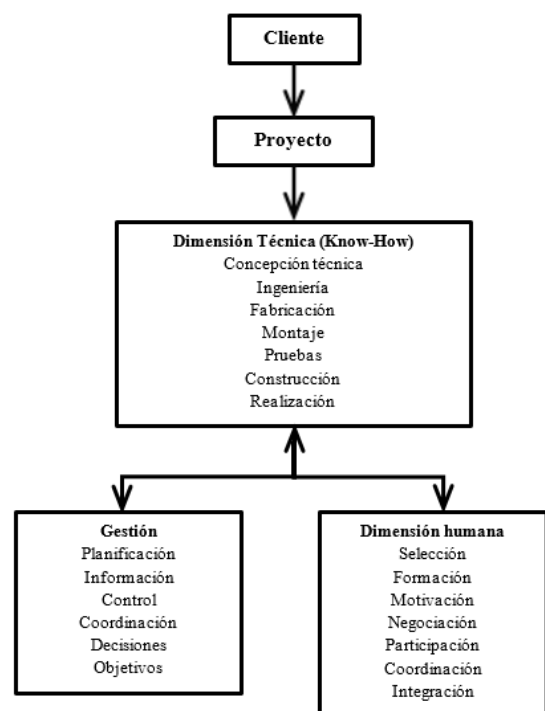 Cliente
Proyecto
Dimensión Técnica (Know-How)
Concepción técnica
Ingeniería
Fabricación
Montaje
Pruebas
Construcción
Realización
Gestión
Planificación
Información
Control
Coordinación
Decisiones
Objetivos
Dimensión humana
Selección
Formación
Motivación
Negociación
Participación
Coordinación
Integración